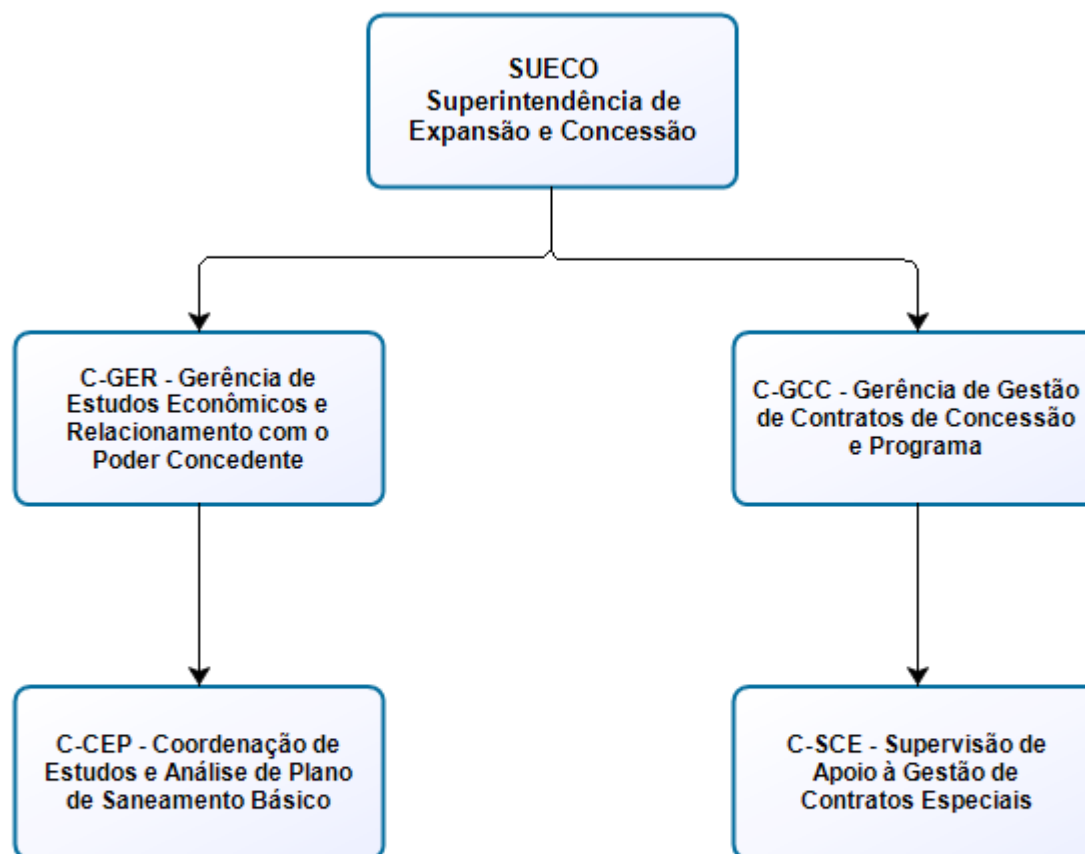 SUECO
Superintendência de
Expansão e Concessão
C-GER - Gerência de
Estudos Econômicos e
Relacionamento com o
Poder Concedente
C-GCC - Gerência de Gestão
de Contratos de Concessão
e Programa
C-CEP - Coordenação de
Estudos e Análise de Plano
de Saneamento Básico
C-SCE - Supervisão de
Apoio à Gestão de
Contratos Especiais